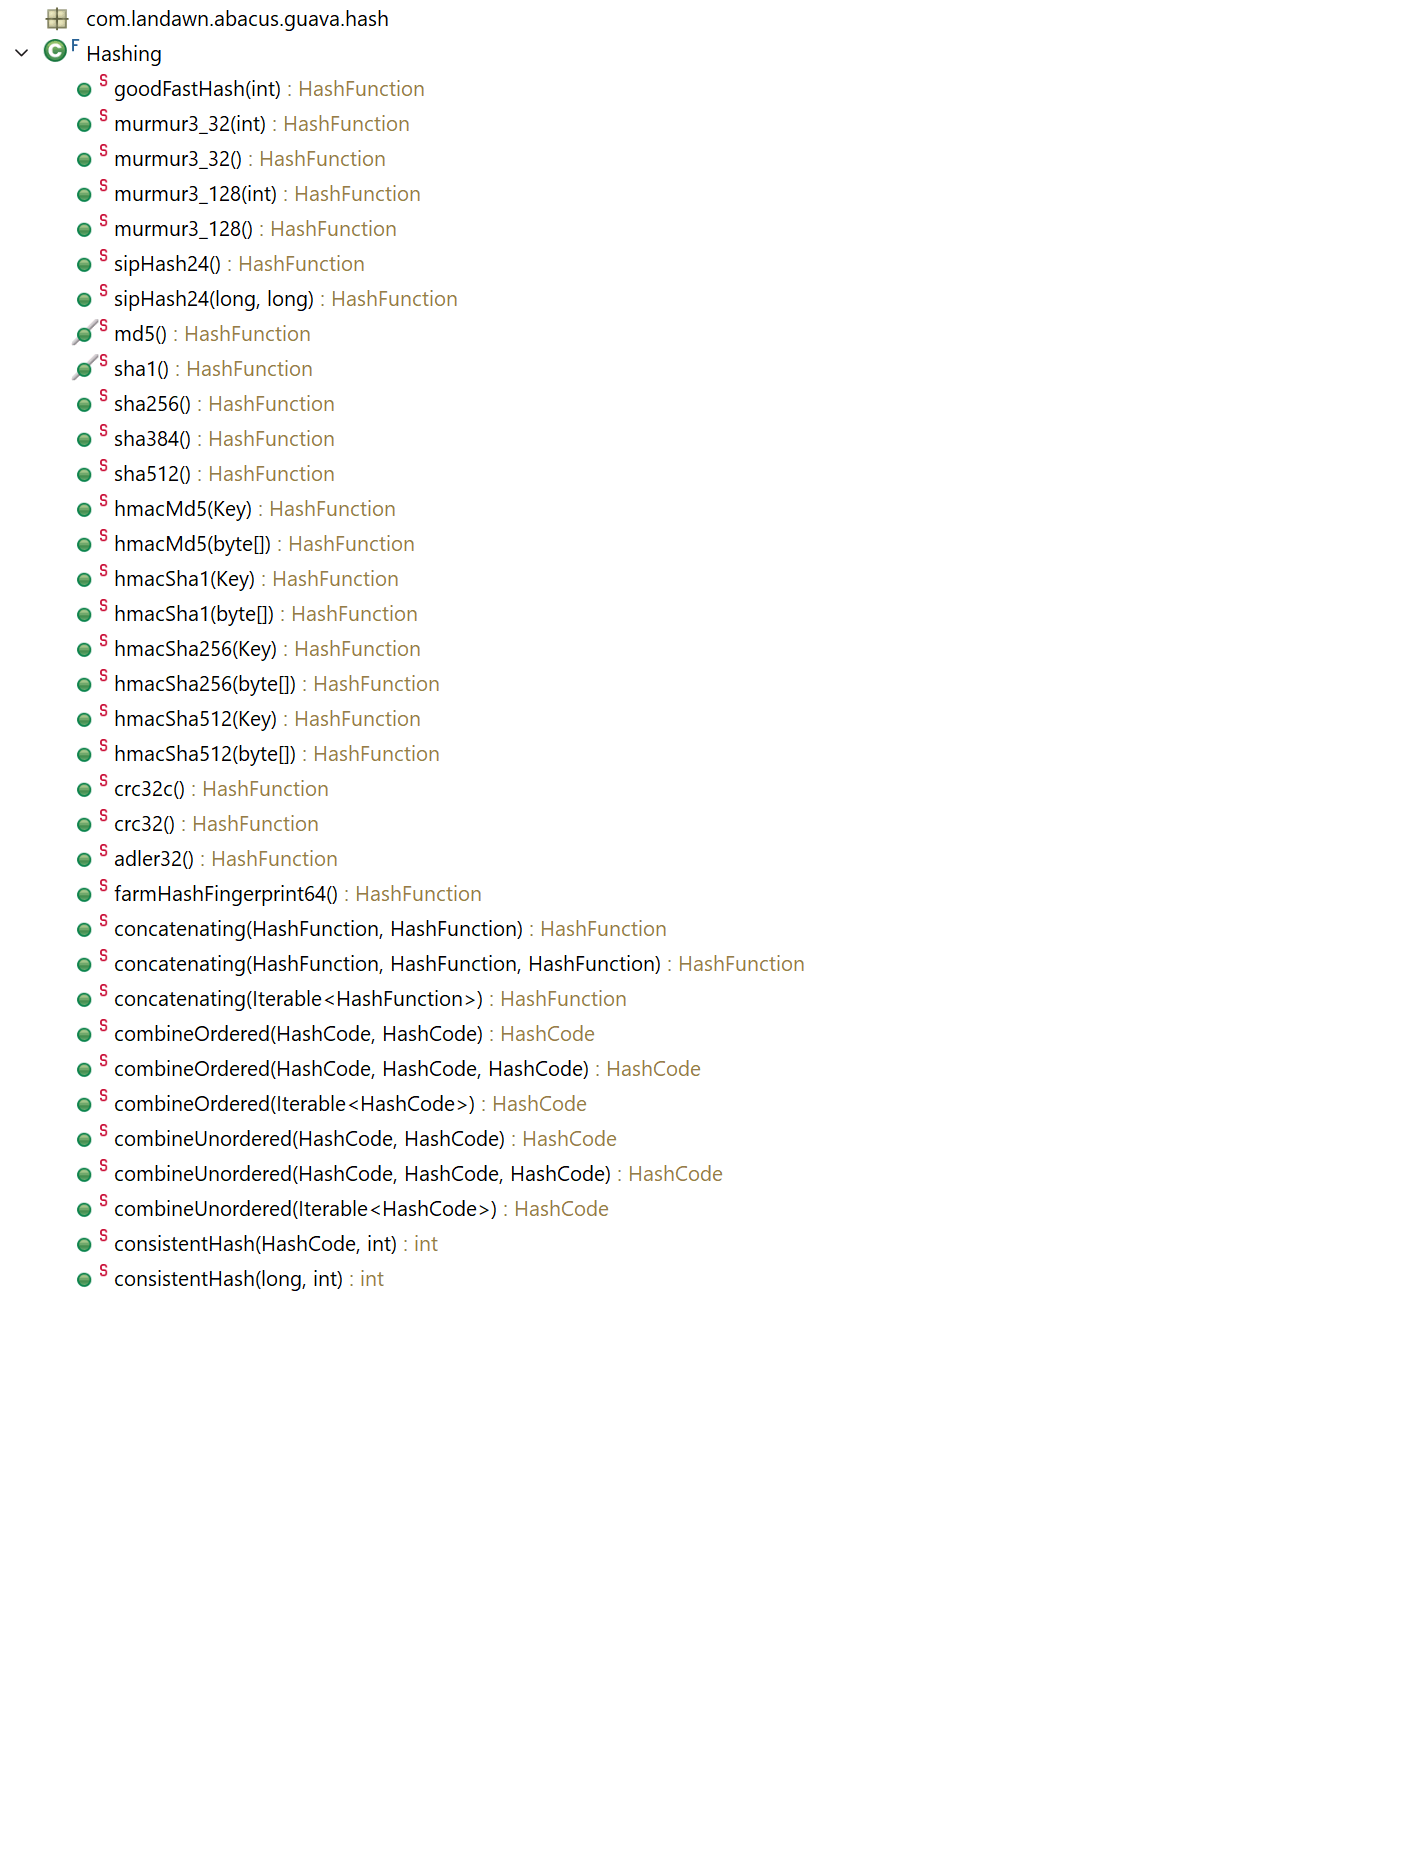 com.landawn.abacus.guava.hash
C F Hashing
S goodFastHash(int) : HashFunction
S murmur3_32(int) : HashFunction
S murmur3_32() : HashFunction
S murmur3_128(int) : HashFunction
S murmur3_128() : HashFunction
S sipHash24() : HashFunction
S sipHash24(long, long) : HashFunction
S md5() : HashFunction
S sha1() : HashFunction
S sha256() : HashFunction
S sha384() : HashFunction
S sha512() : HashFunction
S hmacMd5(Key) : HashFunction
S hmacMd5(byte[]) : HashFunction
S hmacSha1(Key) : HashFunction
S hmacSha1(byte[]) : HashFunction
S hmacSha256(Key) : HashFunction
S hmacSha256(byte[]) : HashFunction
S hmacSha512(Key) : HashFunction
S hmacSha512(byte[]) : HashFunction
S crc32c() : HashFunction
S crc32() : HashFunction
S adler32() : HashFunction
S farmHashFingerprint64() : HashFunction
S concatenating(HashFunction, HashFunction) : HashFunction
S concatenating(HashFunction, HashFunction, HashFunction) : HashFunction
S concatenating(Iterable<HashFunction>) : HashFunction
S combineOrdered(HashCode, HashCode) : HashCode
S combineOrdered(HashCode, HashCode, HashCode) : HashCode
S combineOrdered(Iterable<HashCode>) : HashCode
S combineUnordered(HashCode, HashCode) : HashCode
S combineUnordered(HashCode, HashCode, HashCode) : HashCode
S combineUnordered(Iterable<HashCode>) : HashCode
S consistentHash(HashCode, int) : int
S consistentHash(long, int) : int